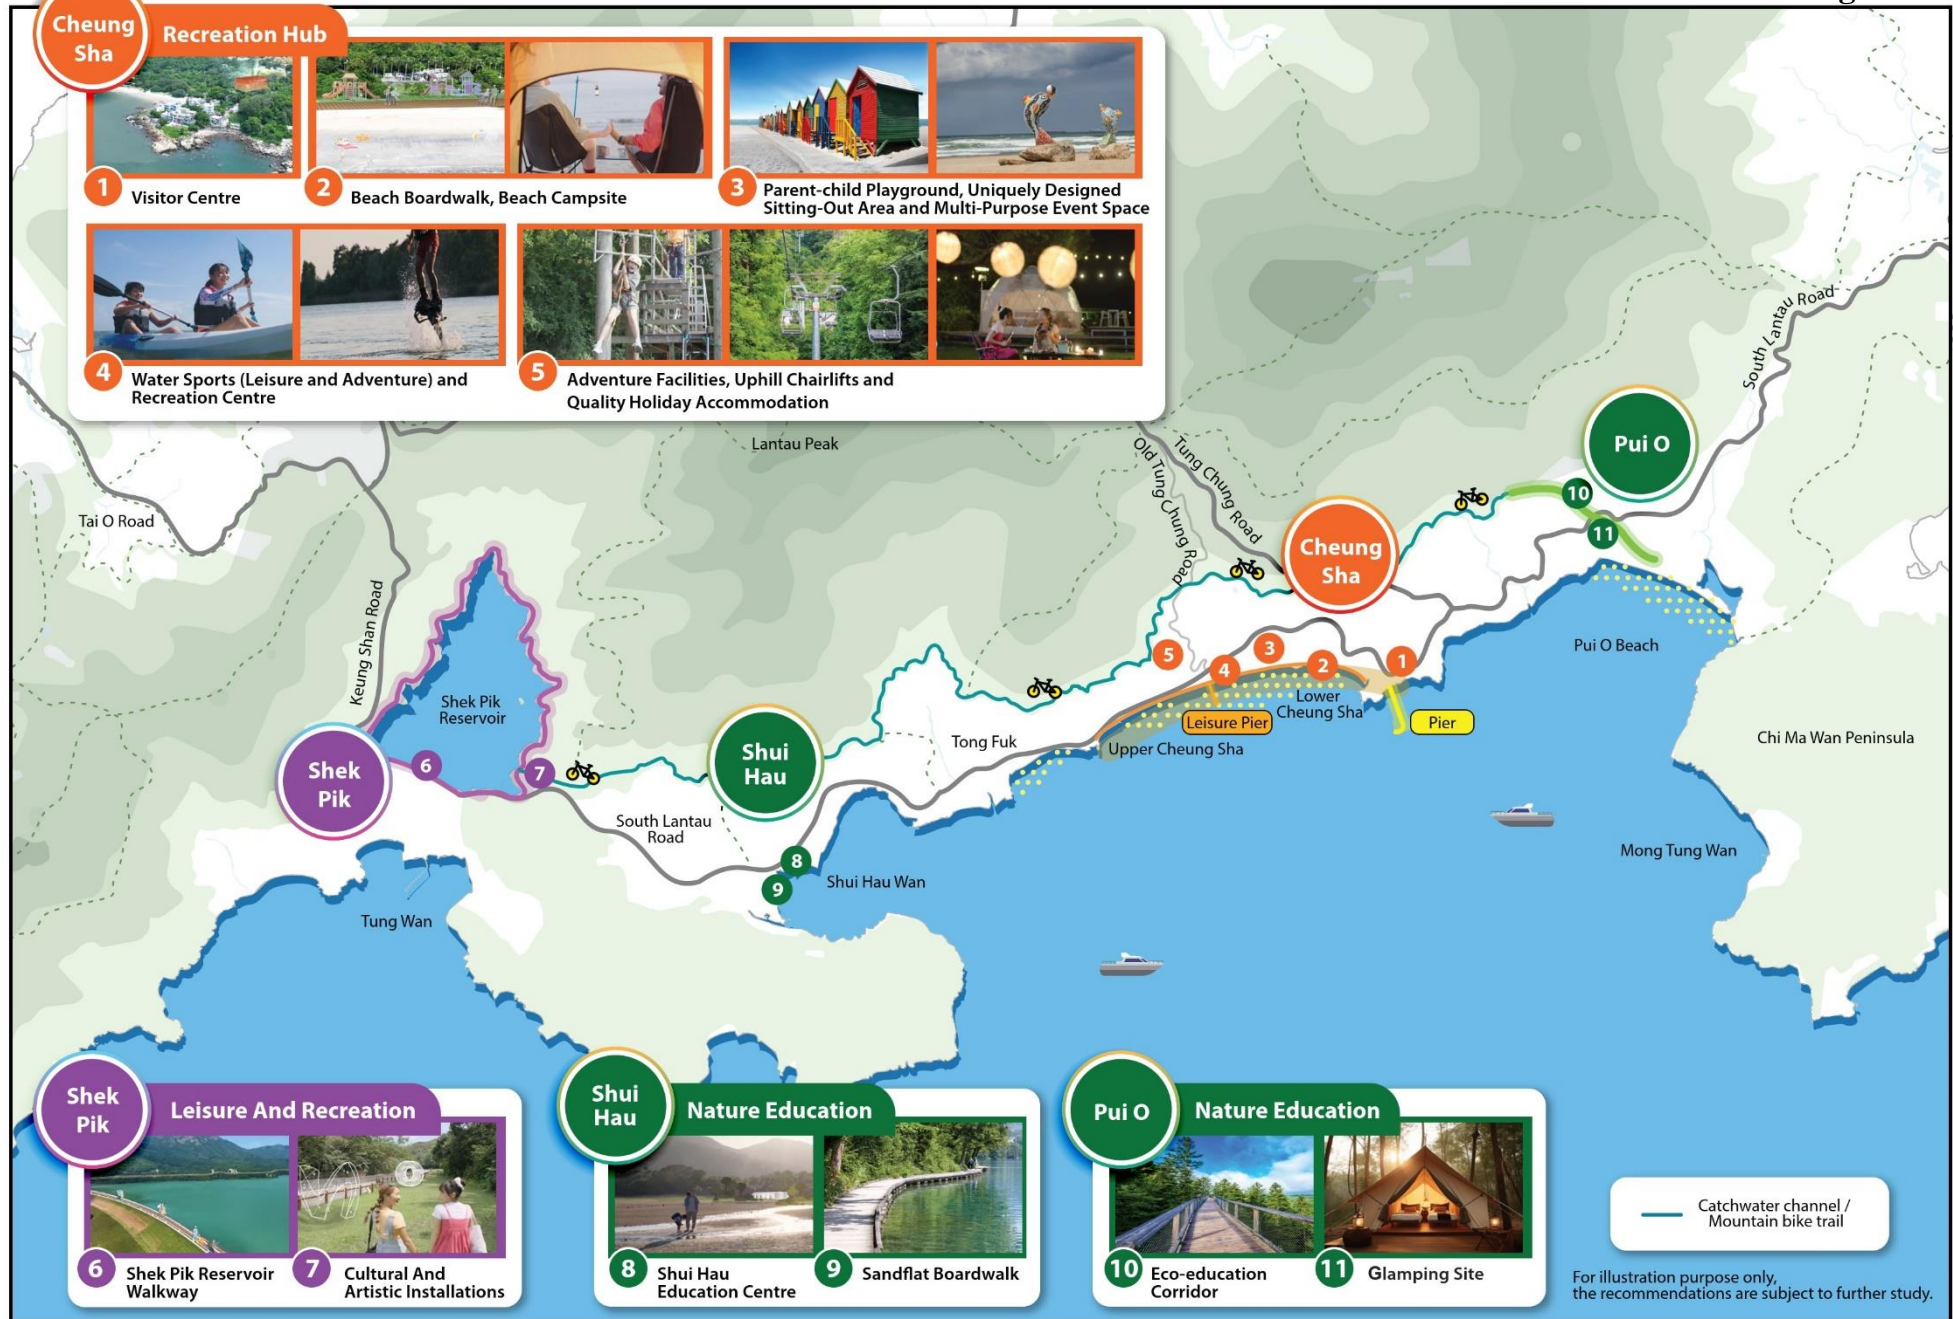 Cheung
Sha
Recreation Hub
1
Visitor Centre
2
Beach Boardwalk, Beach Campsite
3
Parent-child Playground, Uniquely Designed
Sitting-Out Area and Multi-Purpose Event Space
4
Water Sports (Leisure and Adventure) and
Recreation Centre
5
Adventure Facilities, Uphill Chairlifts and
Quality Holiday Accommodation
Lantau Peak
Tai O Road
Keung Shan Road
Old Tung Chung Road
Tung Chung Road
South Lantau Road
Pui O
10
11
Cheung
Sha
Pui O Beach
5
4
3
2
1
Lower
Cheung Sha
Leisure Pier
Pier
Upper Cheung Sha
Tong Fuk
Shek Pik
Reservoir
Shek
Pik
6
7
Shui
Hau
South Lantau
Road
8
9
Shui Hau Wan
Tung Wan
Chi Ma Wan Peninsula
Mong Tung Wan
Shek
Pik
Leisure And Recreation
6
Shek Pik Reservoir
Walkway
7
Cultural And
Artistic Installations
Shui
Hau
Nature Education
8
Shui Hau
Education Centre
9
Sandflat Boardwalk
Pui O
Nature Education
10
Eco-education
Corridor
11
Glamping Site
Catchwater channel /
Mountain bike trail
For illustration purpose only,
the recommendations are subject to further study.